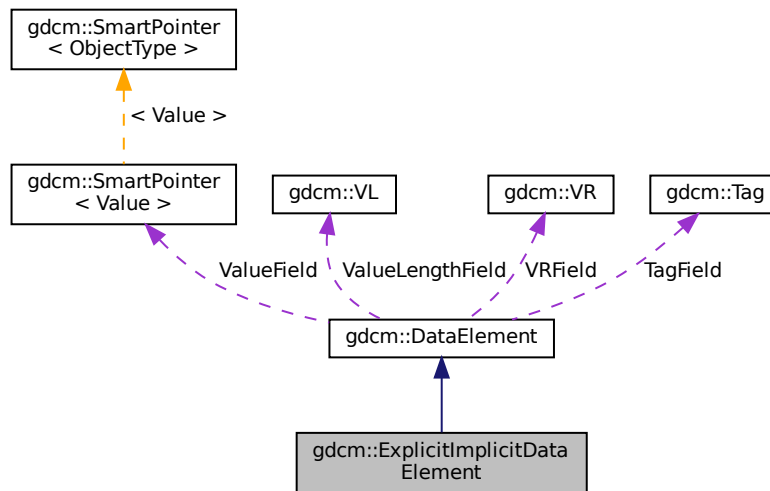 gdcm::SmartPointer
< ObjectType >
< Value >
gdcm::SmartPointer
< Value >
gdcm::VL
gdcm::VR
gdcm::Tag
ValueField
ValueLengthField
VRField
TagField
gdcm::DataElement
gdcm::ExplicitImplicitData
Element